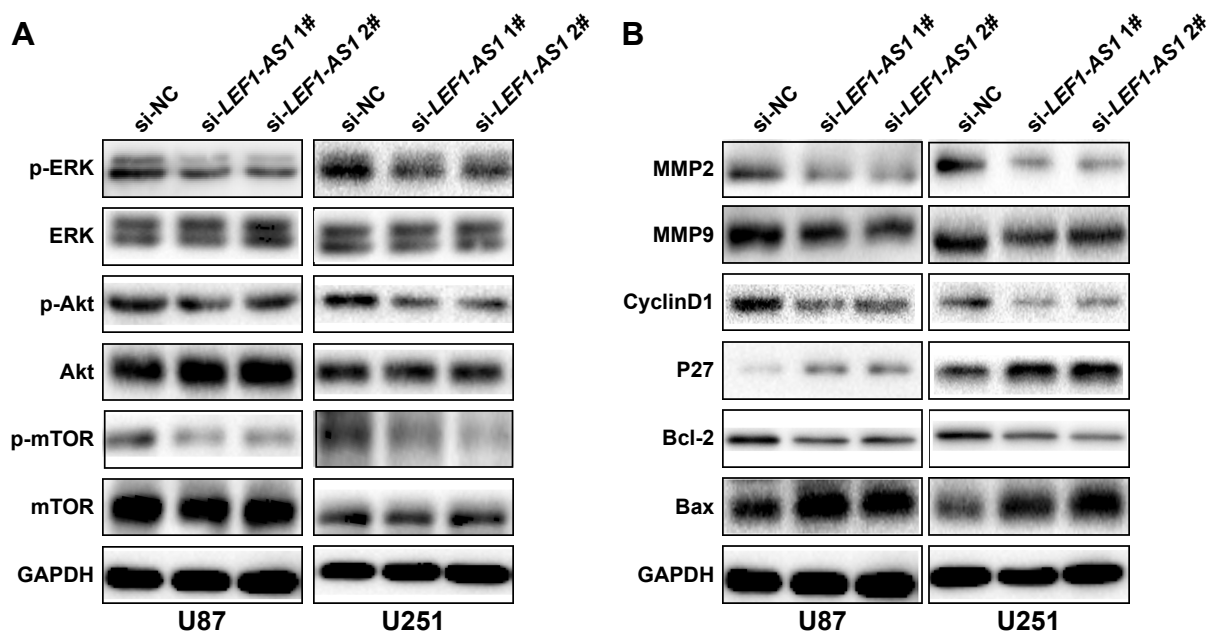 A
si-NC
si-LEF1-AS1 1#
si-LEF1-AS1 2#
si-NC
si-LEF1-AS1 1#
si-LEF1-AS1 2#
p-ERK
ERK
p-Akt
Akt
p-mTOR
mTOR
GAPDH
U87
U251
B
si-NC
si-LEF1-AS1 1#
si-LEF1-AS1 2#
si-NC
si-LEF1-AS1 1#
si-LEF1-AS1 2#
MMP2
MMP9
CyclinD1
P27
Bcl-2
Bax
GAPDH
U87
U251